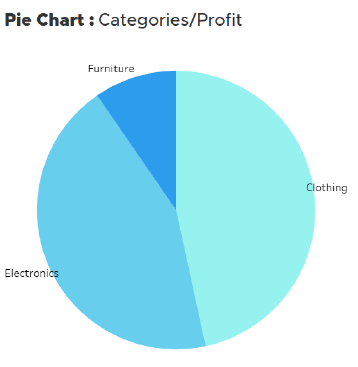 Pie Chart : Categories/Profit
Furniture
Clothing
Electronics